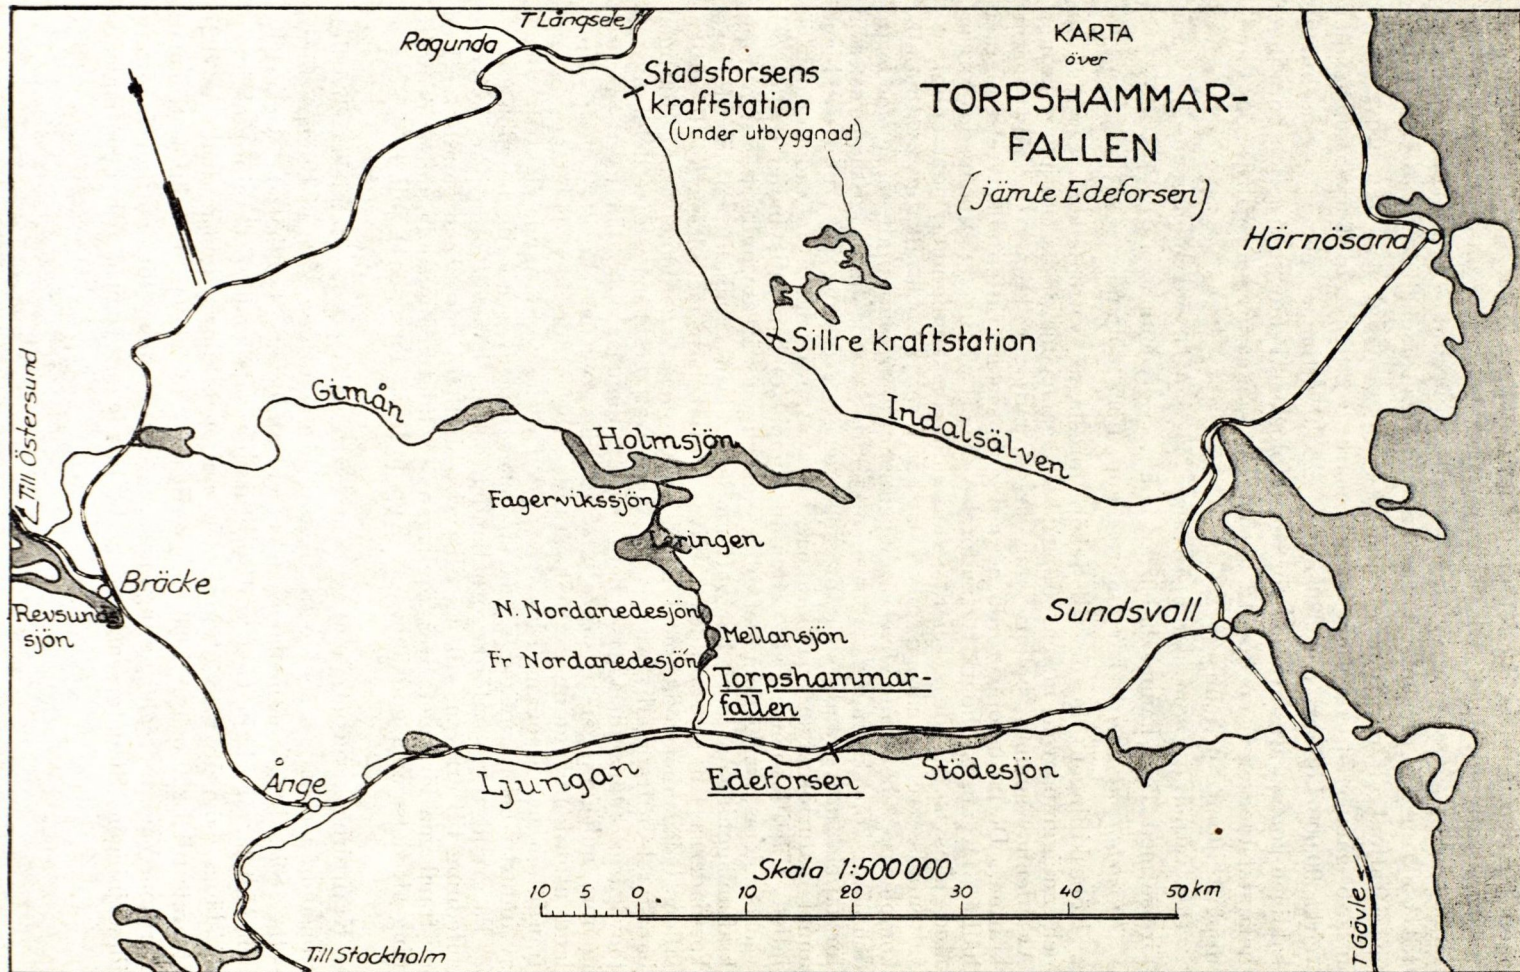 KARTA
över
TORPSHAMMAR-
FALLEN
(jämte Edeforsen)
T Långsele
Ragunda
Stadsforsens
kraftstation
(Under utbyggnad)
Härnösand
Sillre kraftstation
Till Östersund
Gimån
Holmsjön
Indalsälven
Fagervikssjön
Leringen
Bräcke
Revsunds
sjön
N. Nordanedesjön
Mellansjön
Fr Nordanedesjön
Sundsvall
Torpshammar-
fallen
Ånge
Ljungan
Edeforsen
Stödesjön
Skala 1:500000
10 5 0 10 20 30 40 50 km
Till Stockholm
T Gävle